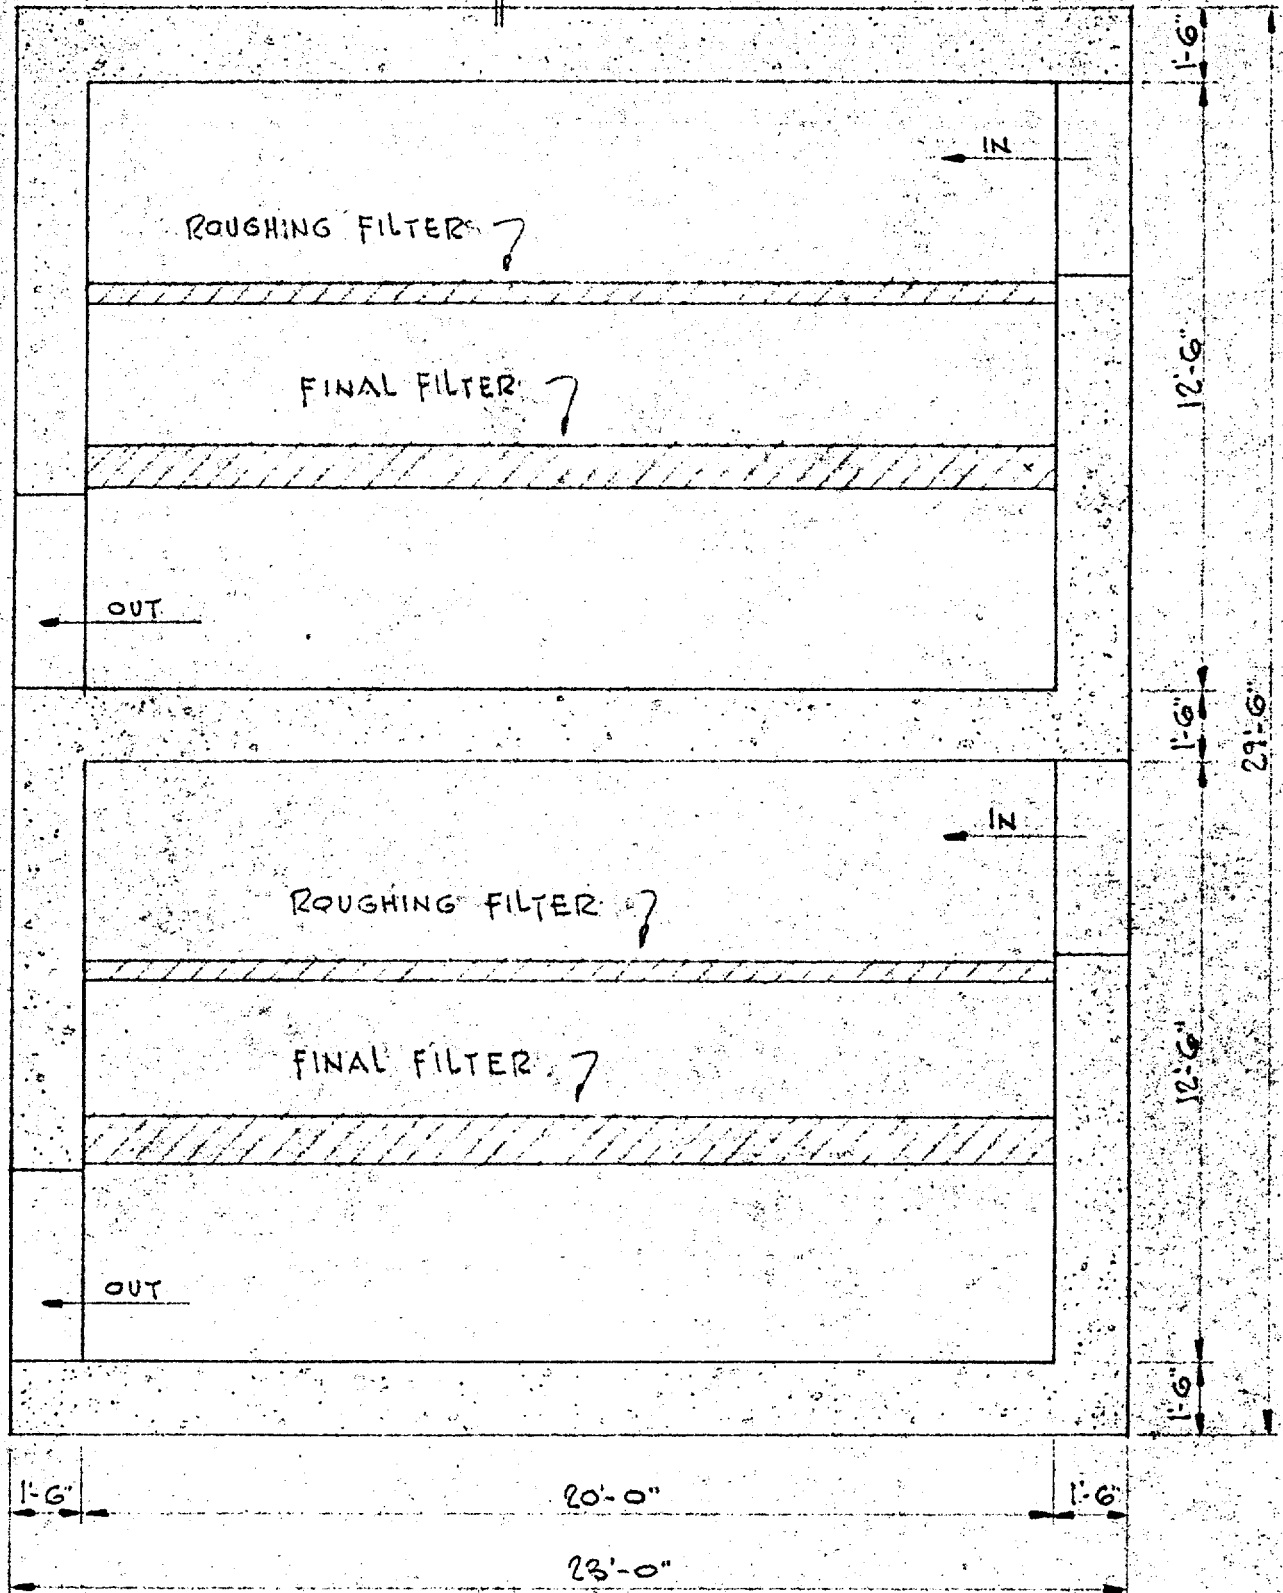 1'-6"
IN
ROUGHING FILTER
12'-6"
FINAL FILTER
OUT
1'-6"
29'-6"
IN
ROUGHING FILTER
12'-6"
FINAL FILTER
OUT
1'-6"
1'-6"
20'-0"
1'-6"
23'-0"